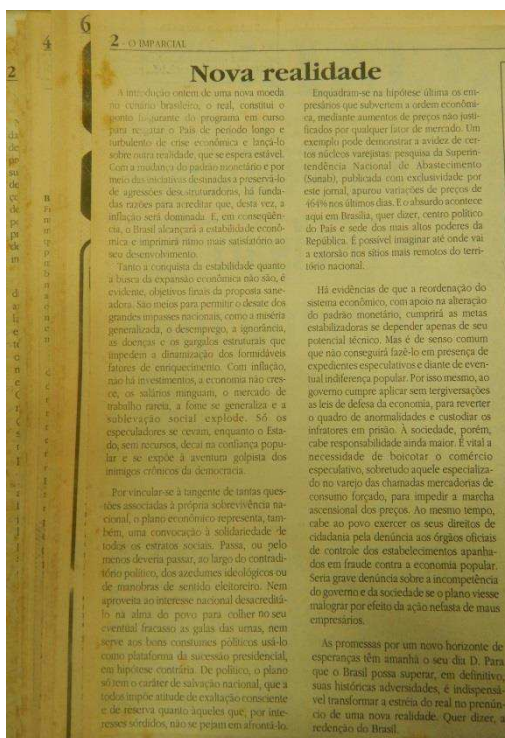 6
4
2
2 - O IMPARCIAL
Nova realidade
A introdução ontem de uma nova moeda
no cenário brasileiro, o real, constitui o
ponto fulgurante do programa em curso
para resgatar o País de período longo e
turbulento de crise econômica e lançá-lo
sobre outra realidade, que se espera estável.
Com a mudança do padrão monetário e por
meio das iniciativas destinadas a preservá-lo
de agressões desestruturadoras, há funda-
das razões para acreditar que, desta vez, a
inflação será dominada. E, em conseqüên-
cia, o Brasil alcançará a estabilidade econô-
mica e imprimirá ritmo mais satisfatório ao
seu desenvolvimento.
Tanto a conquista da estabilidade quanto
a busca da expansão econômica não são, é
evidente, objetivos finais da proposta sane-
adora. São meios para permitir o desate dos
grandes impasses nacionais, como a miséria
generalizada, o desemprego, a ignorância,
as doenças e os gargalos estruturais que
impedem a dinamização dos formidáveis
fatores de enriquecimento. Com inflação,
não há investimentos, a economia não cres-
ce, os salários minguam, o mercado de
trabalho rareia, a fome se generaliza e a
sublevação social explode. Só os
especuladores se cevam, enquanto o Esta-
do, sem recursos, decai na confiança popu-
lar e se expõe à aventura golpista dos
inimigos crônicos da democracia.
Por vincular-se à tangente de tantas ques-
tões associadas à própria sobrevivência na-
cional, o plano econômico representa, tam-
bém, uma convocação à solidariedade de
todos os estratos sociais. Passa, ou pelo
menos deveria passar, ao largo do contradi-
tório político, dos azedumes ideológicos ou
de manobras de sentido eleitoreiro. Nem
aproveita ao interesse nacional desacreditá-
lo na alma do povo para colher no seu
eventual fracasso as galas das urnas, nem
serve aos bons costumes políticos usá-lo
como plataforma da sucessão presidencial,
em hipótese contrária. De político, o plano
só tem o caráter de salvação nacional, que a
todos impõe atitude de exaltação consciente
e de reserva quanto àqueles que, por inte-
resses sórdidos, não se pejam em afrontá-lo.
Enquadram-se na hipótese última os em-
presários que subvertem a ordem econômi-
ca, mediante aumentos de preços não justi-
ficados por qualquer fator de mercado. Um
exemplo pode demonstrar a avidez de cer-
tos núcleos varejistas: pesquisa da Superin-
tendência Nacional de Abastecimento
(Sunab), publicada com exclusividade por
este jornal, apurou variações de preços de
464% nos últimos dias. E o absurdo acontece
aqui em Brasília, quer dizer, centro político
do País e sede dos mais altos poderes da
República. É possível imaginar até onde vai
a extorsão nos sítios mais remotos do terri-
tório nacional.
Há evidências de que a reordenação do
sistema econômico, com apoio na alteração
do padrão monetário, cumprirá as metas
estabilizadoras se depender apenas de seu
potencial técnico. Mas é de senso comum
que não conseguirá fazê-lo em presença de
expedientes especulativos e diante de even-
tual indiferença popular. Por isso mesmo, ao
governo cumpre aplicar sem tergiversações
as leis de defesa da economia, para reverter
o quadro de anormalidades e custodiar os
infratores em prisão. À sociedade, porém,
cabe responsabilidade ainda maior. É vital a
necessidade de boicotar o comércio
especulativo, sobretudo aquele especializa-
do no varejo das chamadas mercadorias de
consumo forçado, para impedir a marcha
ascensional dos preços. Ao mesmo tempo,
cabe ao povo exercer os seus direitos de
cidadania pela denúncia aos órgãos oficiais
de controle dos estabelecimentos apanha-
dos em fraude contra a economia popular.
Seria grave denúncia sobre a incompetência
do governo e da sociedade se o plano viesse
malograr por efeito da ação nefasta de maus
empresários.
As promessas por um novo horizonte de
esperanças têm amanhã o seu dia D. Para
que o Brasil possa superar, em definitivo,
suas históricas adversidades, é indispensá-
vel transformar a estréia do real no prenún-
cio de uma nova realidade. Quer dizer, a
redenção do Brasil.